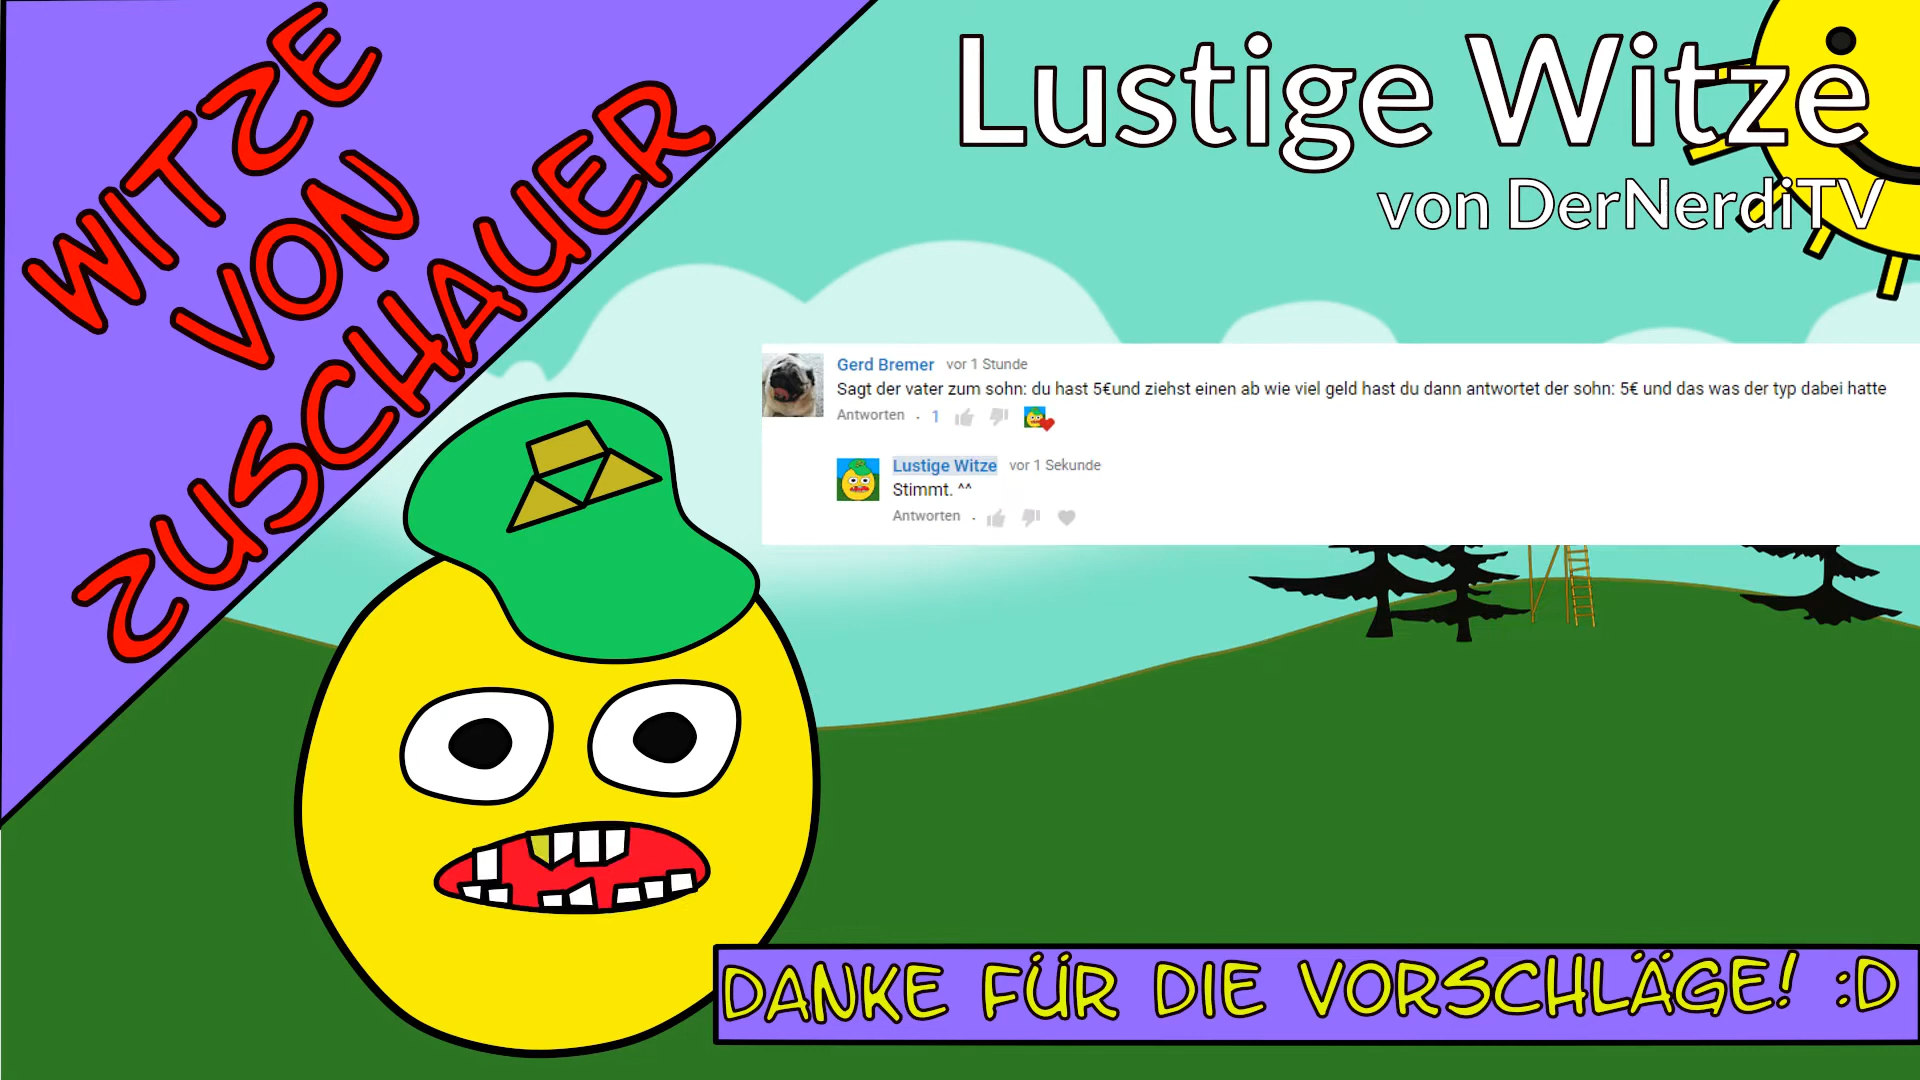 WITZE
VON
ZUSCHAUER
Lustige Witze
von DerNerdiTV
Gerd Bremer vor 1 Stunde
Sagt der vater zum sohn: du hast 5€und ziehst einen ab wie viel geld hast du dann antwortet der sohn: 5€ und das was der typ dabei hatte
Antworten · 1
Lustige Witze vor 1 Sekunde
Stimmt. ^^
Antworten ·
DANKE FÜR DIE VORSCHLÄGE! :D